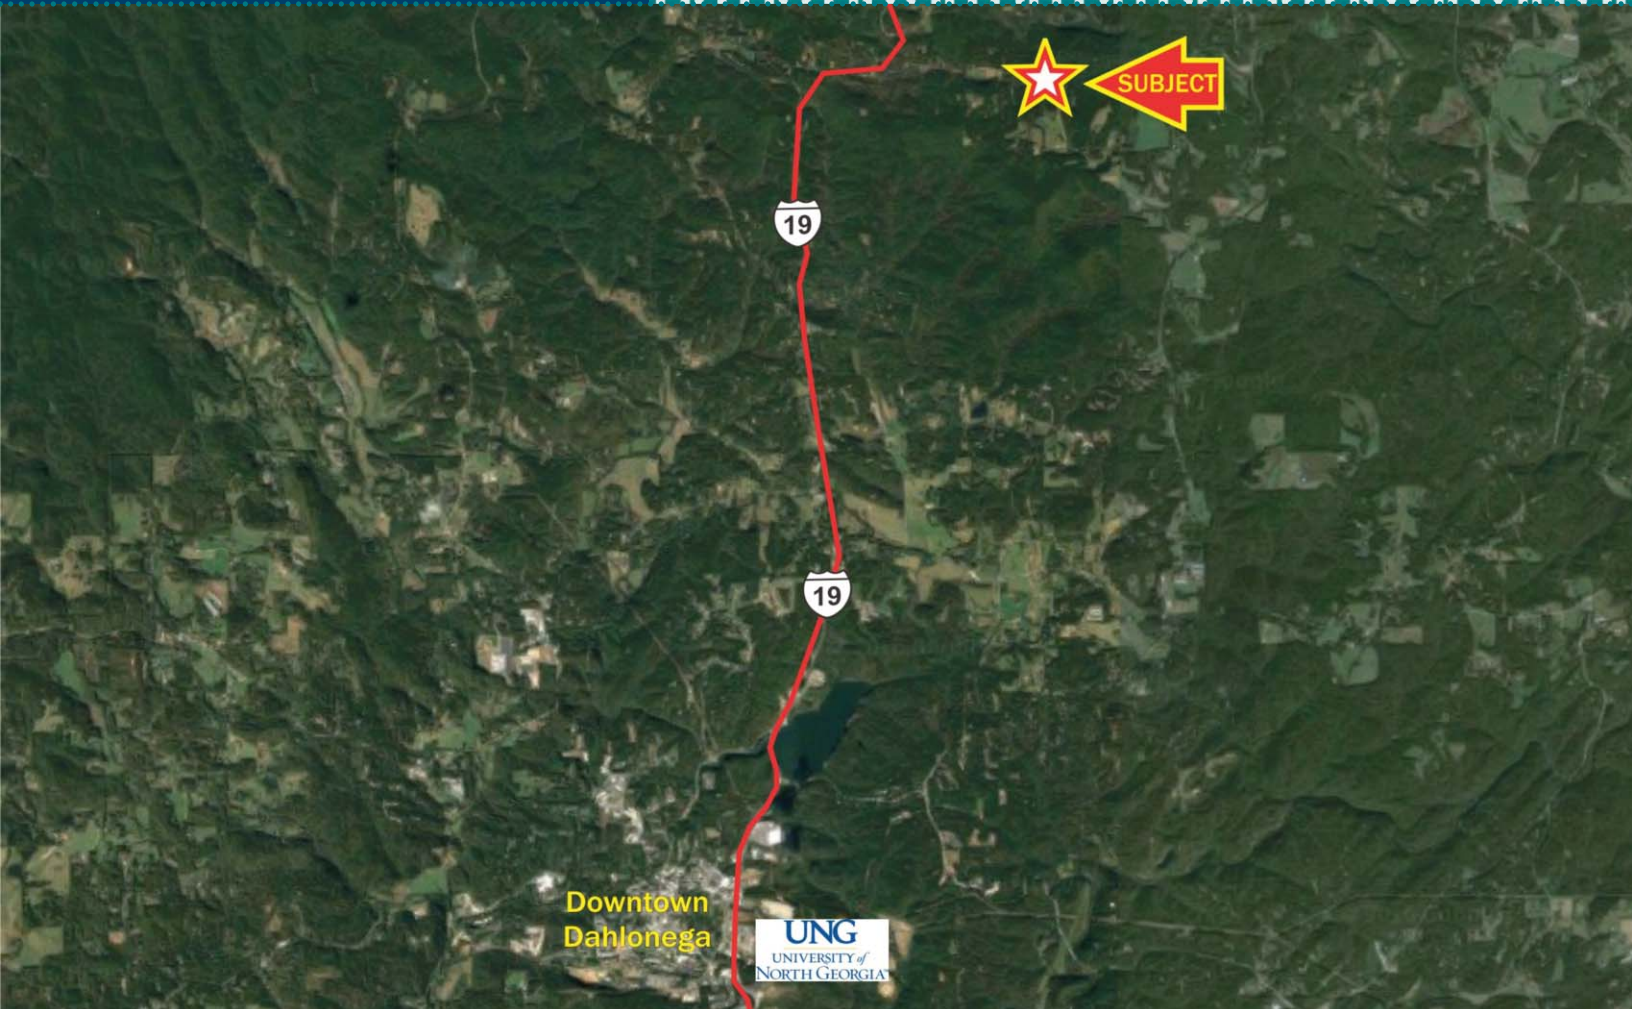 SUBJECT
19
19
Downtown
Dahlonega
UNG
UNIVERSITY of
NORTH GEORGIA